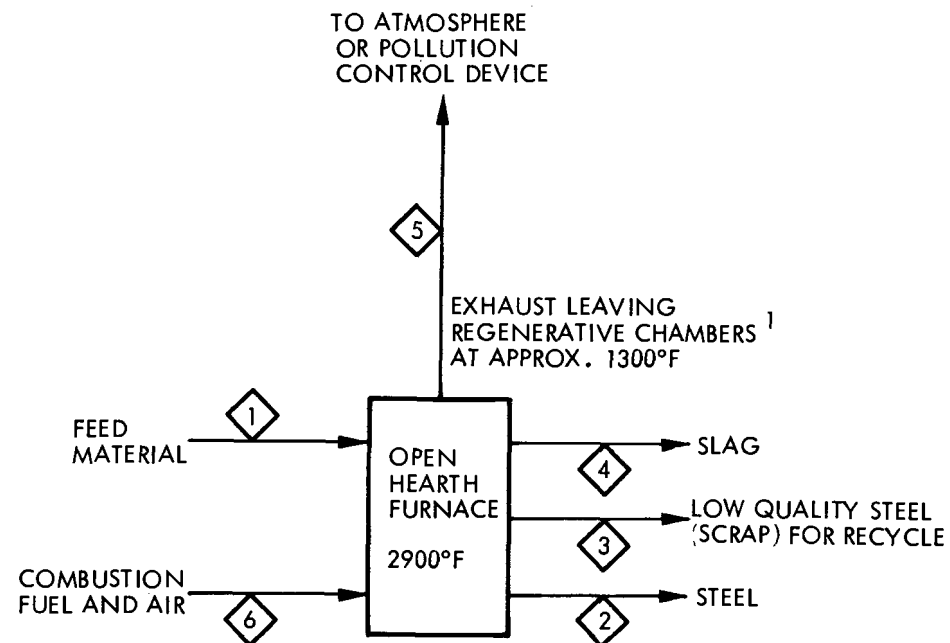 TO ATMOSPHERE
OR POLLUTION
CONTROL DEVICE
5
EXHAUST LEAVING
REGENERATIVE CHAMBERS 1
AT APPROX. 1300°F
1
FEED
MATERIAL
OPEN
HEARTH
FURNACE
2900°F
4
SLAG
3
LOW QUALITY STEEL
(SCRAP) FOR RECYCLE
COMBUSTION
FUEL AND AIR
6
2
STEEL